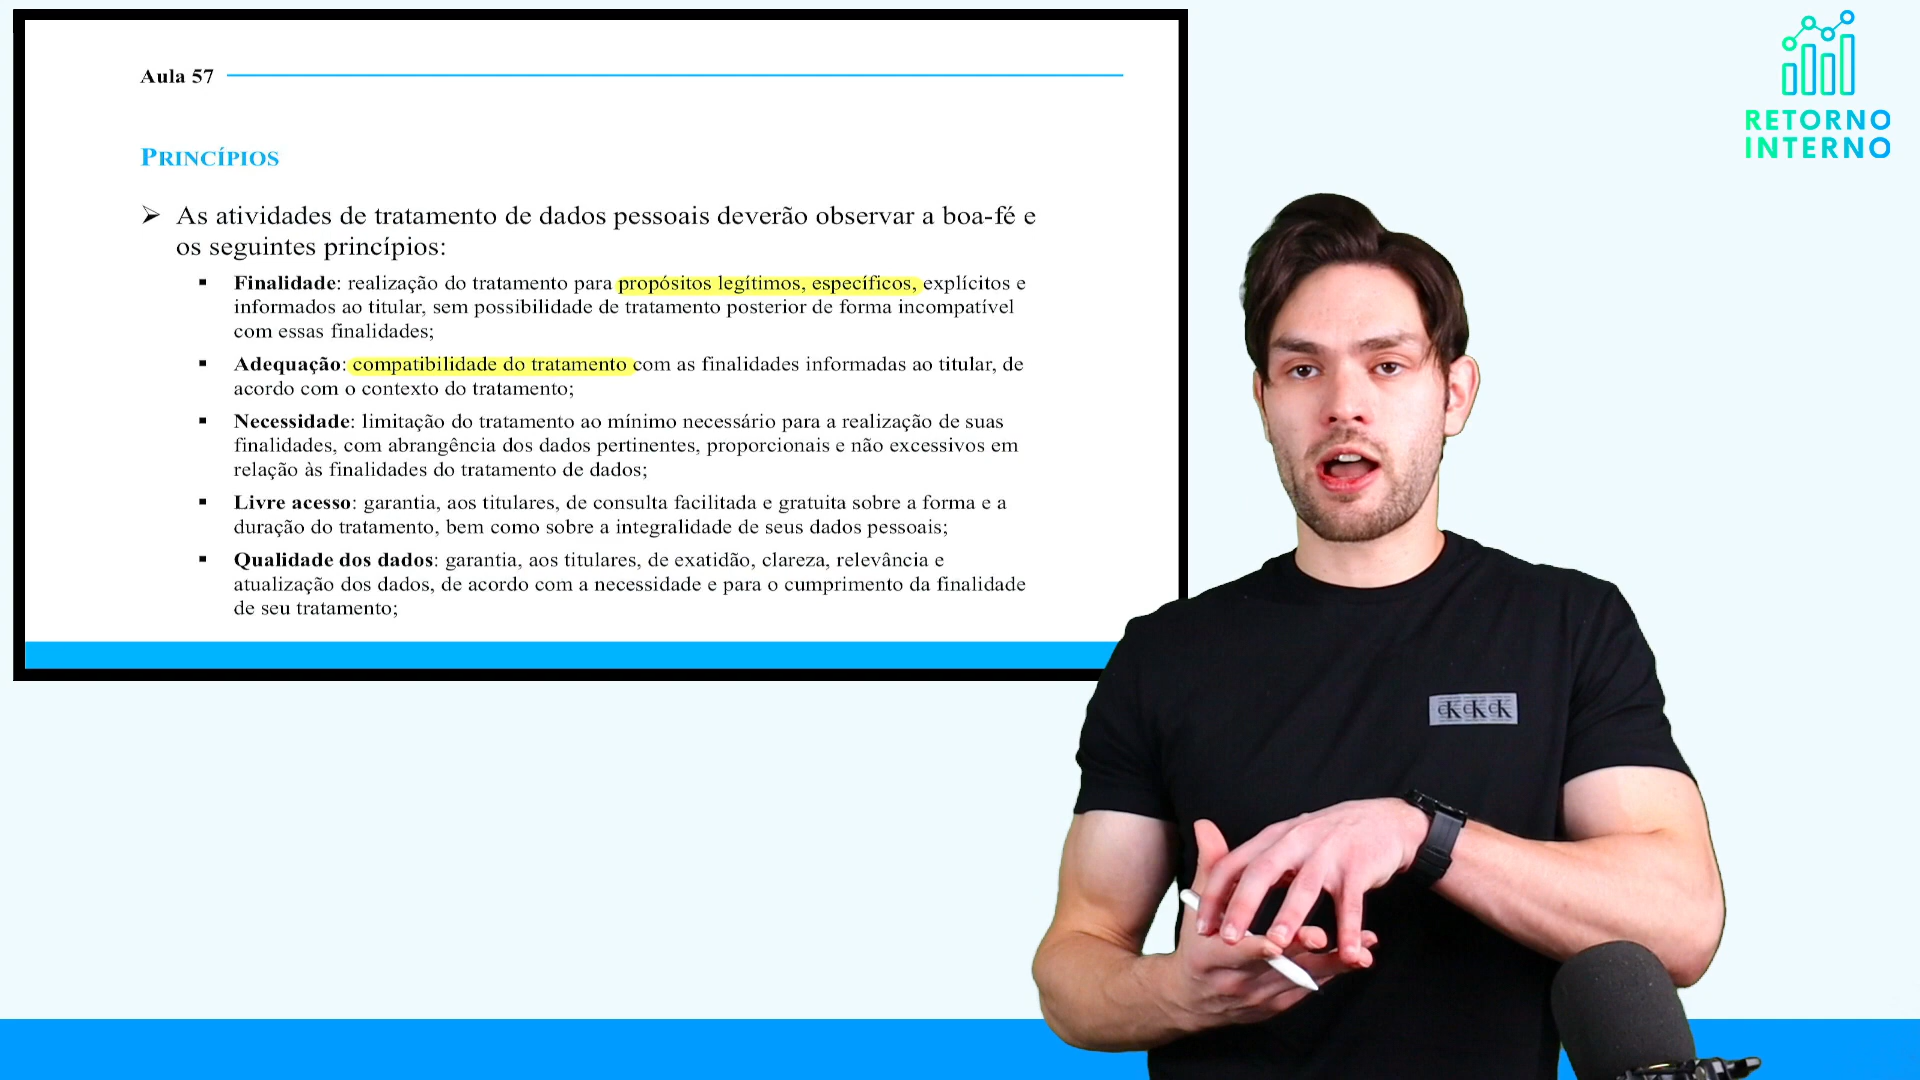 Aula 57
PRINCÍPIOS
➢ As atividades de tratamento de dados pessoais deverão observar a boa-fé e
os seguintes princípios:
▪ Finalidade: realização do tratamento para propósitos legítimos, específicos, explícitos e
informados ao titular, sem possibilidade de tratamento posterior de forma incompatível
com essas finalidades;
▪ Adequação: compatibilidade do tratamento com as finalidades informadas ao titular, de
acordo com o contexto do tratamento;
▪ Necessidade: limitação do tratamento ao mínimo necessário para a realização de suas
finalidades, com abrangência dos dados pertinentes, proporcionais e não excessivos em
relação às finalidades do tratamento de dados;
▪ Livre acesso: garantia, aos titulares, de consulta facilitada e gratuita sobre a forma e a
duração do tratamento, bem como sobre a integralidade de seus dados pessoais;
▪ Qualidade dos dados: garantia, aos titulares, de exatidão, clareza, relevância e
atualização dos dados, de acordo com a necessidade e para o cumprimento da finalidade
de seu tratamento;
RETORNO
INTERNO
cK cK cK